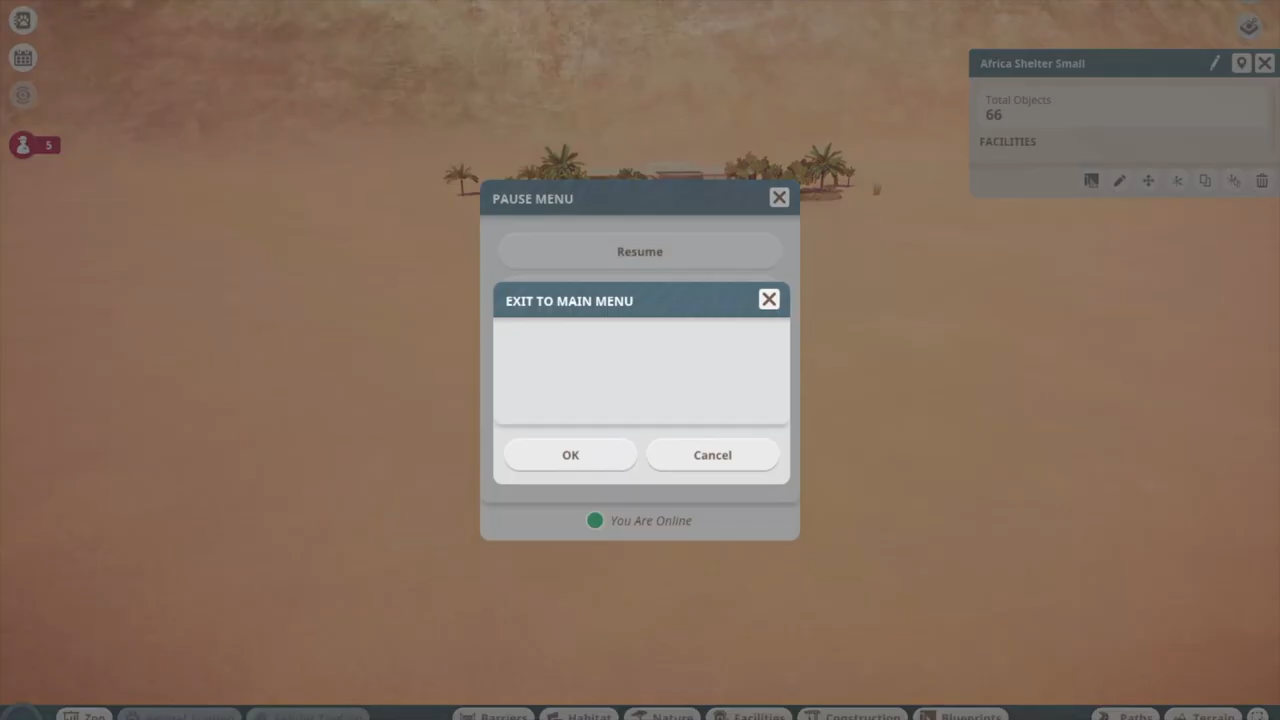 5
Africa Shelter Small
Total Objects
66
FACILITIES
PAUSE MENU
Resume
EXIT TO MAIN MENU
OK
Cancel
You Are Online
Zoo
Barriers
Habitat
Nature
Facilities
Construction
Blueprints
Paths
Terrain